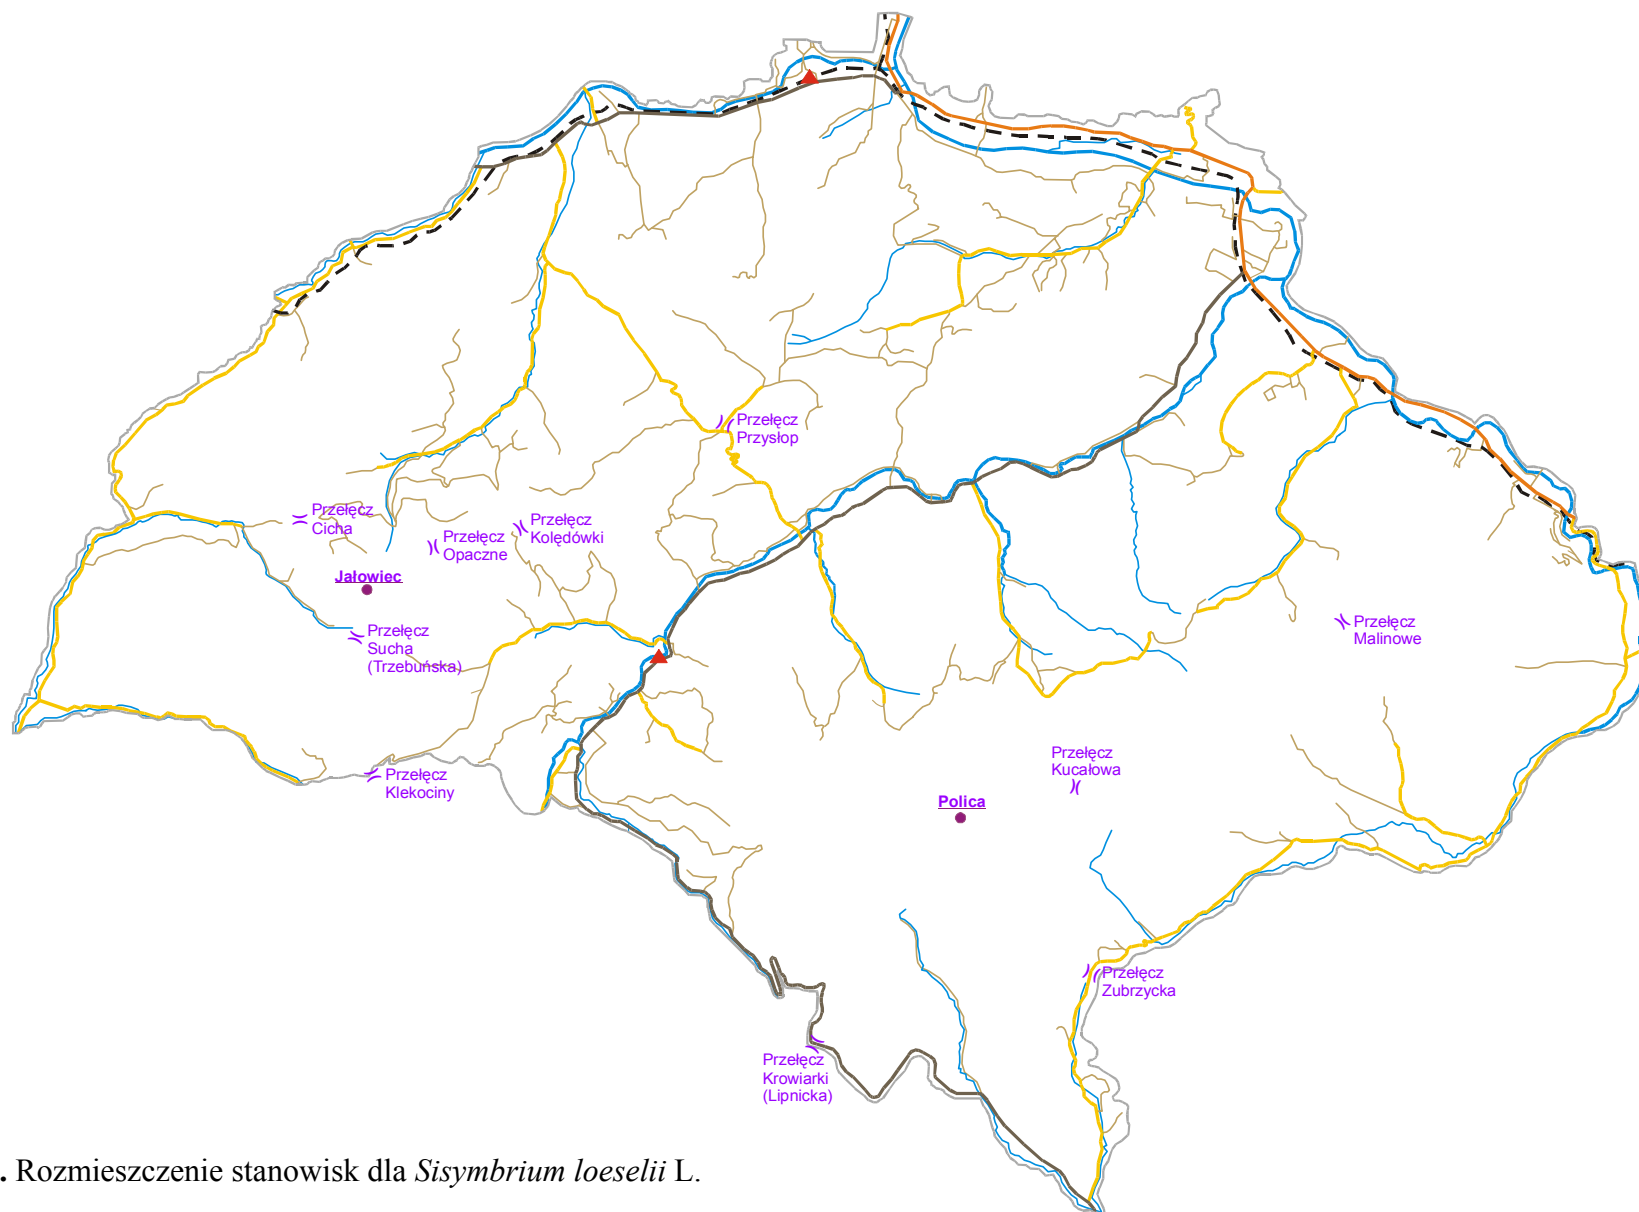 Przełęcz
Przysłop
Przełęcz
Cicha
Przełęcz
Opaczne
Przełęcz
Kolędówki
Jałowiec
Przełęcz
Sucha
(Trzebuńska)
Przełęcz
Malinowe
Przełęcz
Klekociny
Przełęcz
Kucałowa
Polica
Przełęcz
Zubrzycka
Przełęcz
Krowiarki
(Lipnicka)
. Rozmieszczenie stanowisk dla Sisymbrium loeselii L.